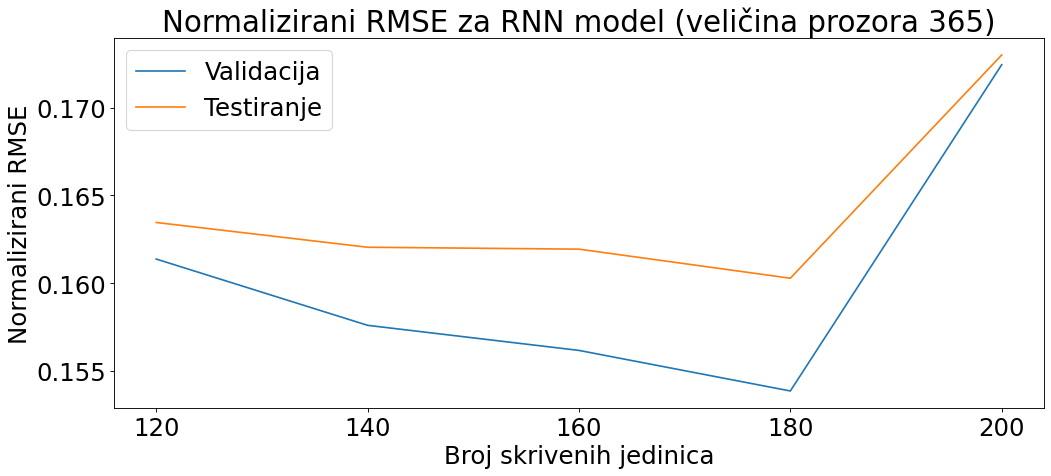 Normalizirani RMSE za RNN model (veličina prozora 365)
Validacija
Testiranje
Normalizirani RMSE
0.170
0.165
0.160
0.155
120 140 160 180 200
Broj skrivenih jedinica